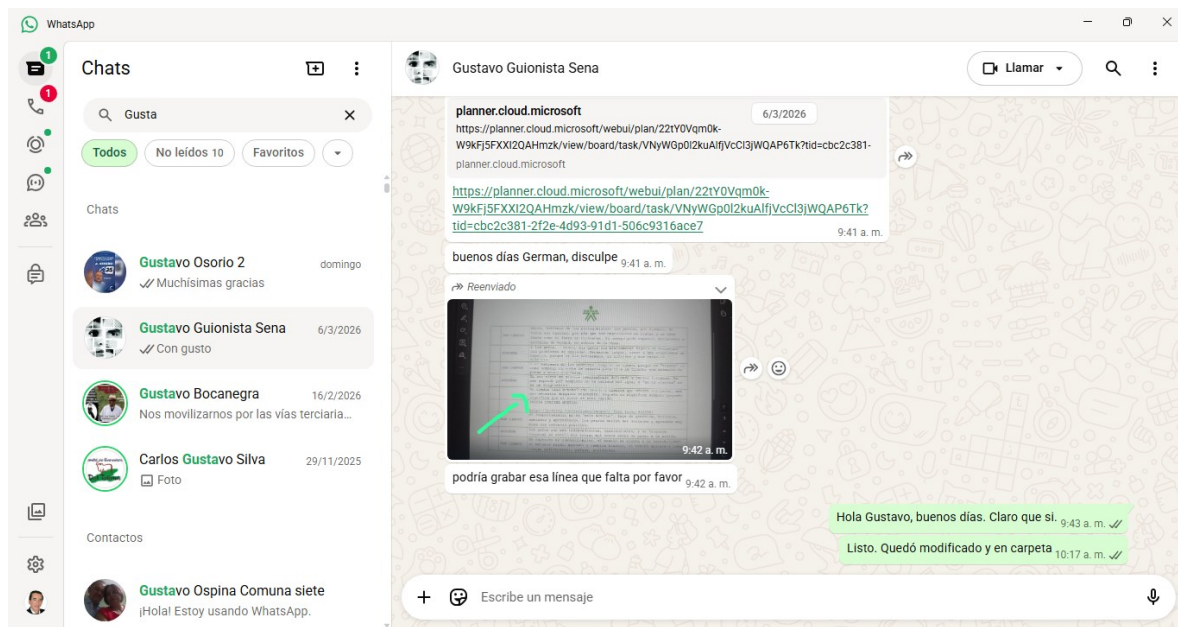 WhatsApp
1
Chats
1
Gusta
Todos
No leídos 10
Favoritos
Chats
Gustavo Osorio 2
domingo
Muchísimas gracias
Gustavo Guionista Sena
6/3/2026
Con gusto
Gustavo Bocanegra
16/2/2026
Nos movilizarnos por las vías terciaria...
Carlos Gustavo Silva
29/11/2025
Foto
Contactos
Gustavo Ospina Comuna siete
¡Hola! Estoy usando WhatsApp.
Gustavo Guionista Sena
Llamar
planner.cloud.microsoft
6/3/2026
https://planner.cloud.microsoft/webui/plan/22tY0Vqm0k-
W9kFj5FXXI2QAHmzk/view/board/task/VNyWGp0I2kuAlfjVcCl3jWQAP6Tk?tid=cbc2c381-
planner.cloud.microsoft
https://planner.cloud.microsoft/webui/plan/22tY0Vqm0k-
W9kFj5FXXI2QAHmzk/view/board/task/VNyWGp0I2kuAlfjVcCl3jWQAP6Tk?
tid=cbc2c381-2f2e-4d93-91d1-506c9316ace7
9:41 a. m.
buenos días German, disculpe 9:41 a. m.
Reenviado
9:42 a. m.
podría grabar esa línea que falta por favor 9:42 a. m.
Hola Gustavo, buenos días. Claro que si. 9:43 a. m.
Listo. Quedó modificado y en carpeta 10:17 a. m.
Escribe un mensaje